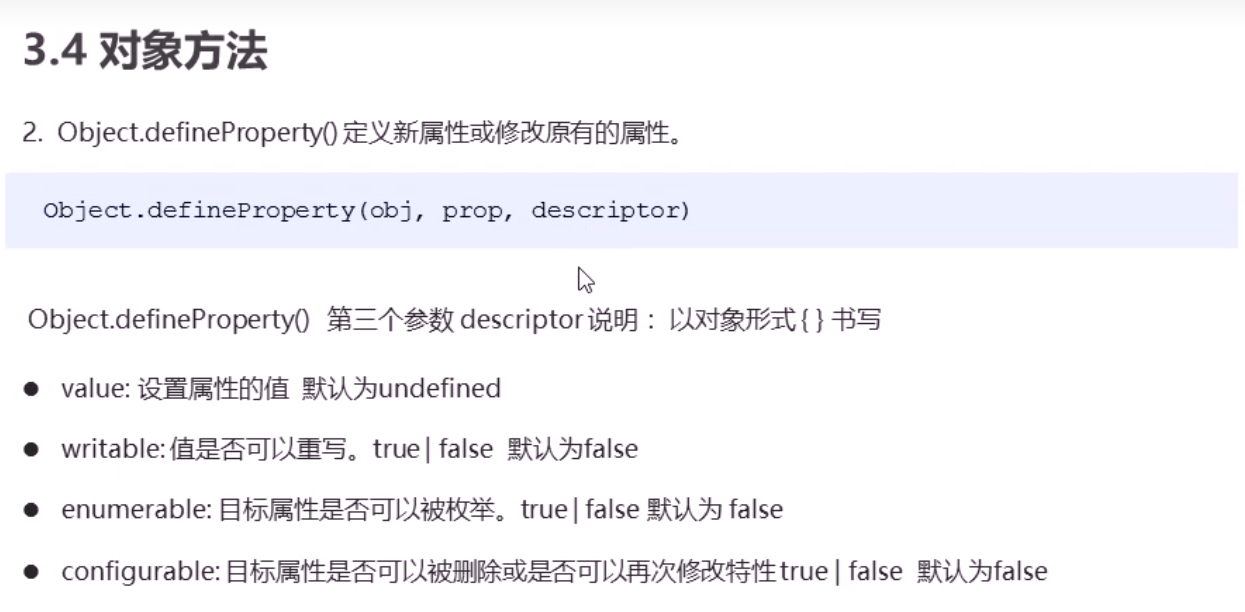 3.4 对象方法
2. Object.defineProperty() 定义新属性或修改原有的属性。
Object.defineProperty(obj, prop, descriptor)
Object.defineProperty() 第三个参数 descriptor 说明： 以对象形式 { } 书写
● value: 设置属性的值 默认为undefined
● writable: 值是否可以重写。true | false 默认为false
● enumerable: 目标属性是否可以被枚举。true | false 默认为 false
● configurable: 目标属性是否可以被删除或是否可以再次修改特性 true | false 默认为false